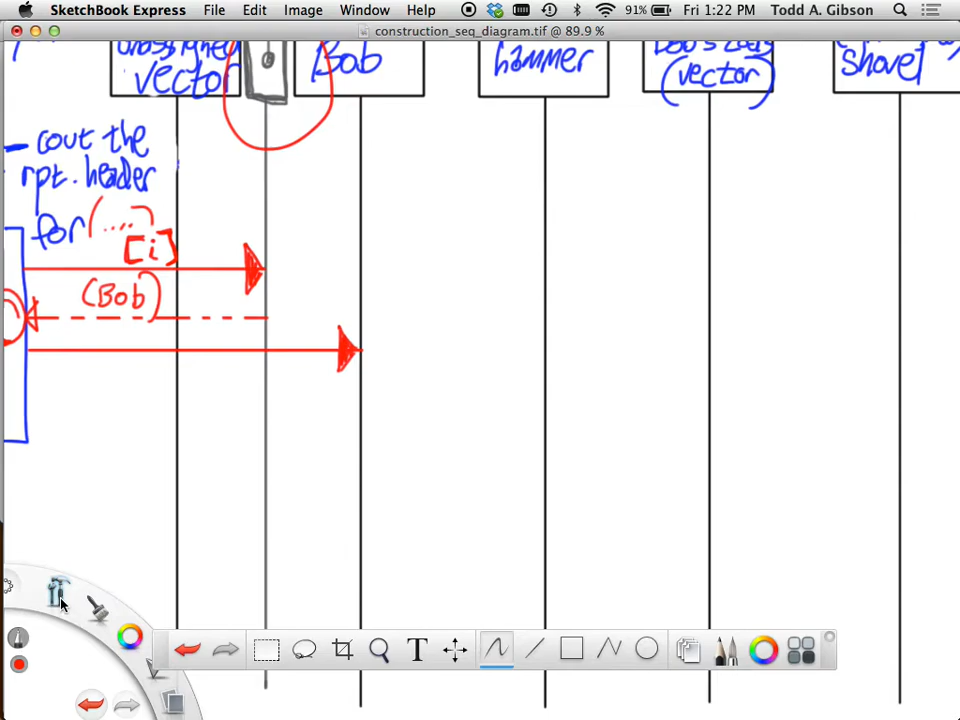 SketchBook Express File Edit Image Window Help 91% Fri 1:22 PM Todd A. Gibson
construction_seq_diagram.tif @ 89.9 %
vector
Bob
hammer
(vector)
shovel
cout the
rpt. header
for(....)
[i]
(Bob)
T